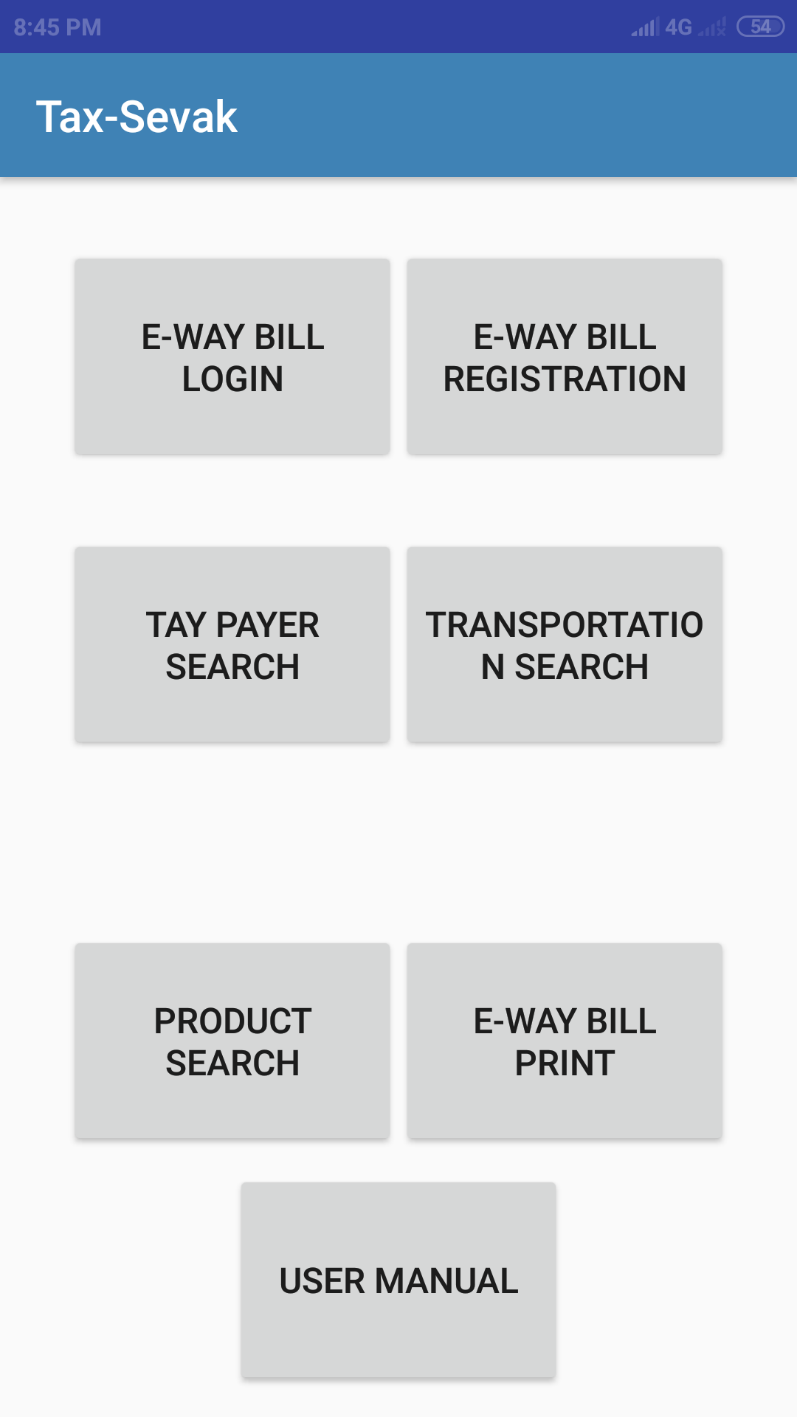 8:45 PM 4G 54
Tax-Sevak
E-WAY BILL
LOGIN
E-WAY BILL
REGISTRATION
TAY PAYER
SEARCH
TRANSPORTATIO
N SEARCH
PRODUCT
SEARCH
E-WAY BILL
PRINT
USER MANUAL